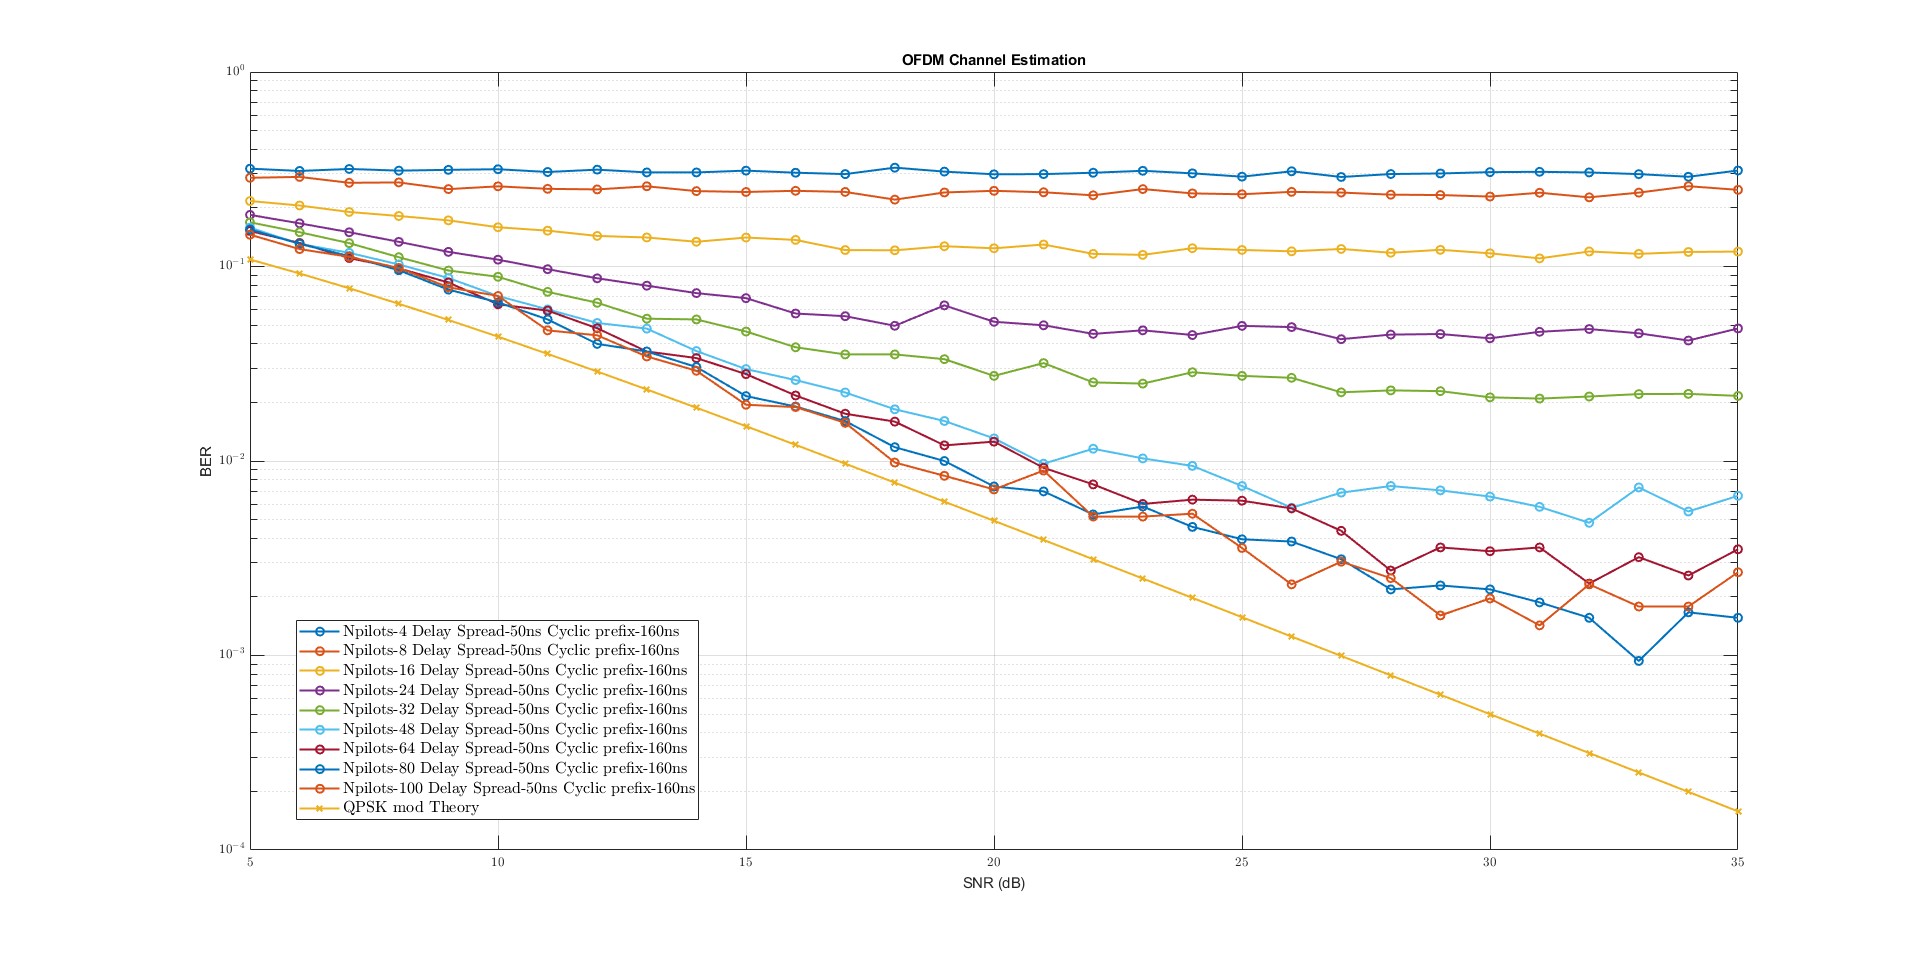 OFDM Channel Estimation
10^0
10^-1
10^-2
10^-3
10^-4
BER
Npilots-4 Delay Spread-50ns Cyclic prefix-160ns
Npilots-8 Delay Spread-50ns Cyclic prefix-160ns
Npilots-16 Delay Spread-50ns Cyclic prefix-160ns
Npilots-24 Delay Spread-50ns Cyclic prefix-160ns
Npilots-32 Delay Spread-50ns Cyclic prefix-160ns
Npilots-48 Delay Spread-50ns Cyclic prefix-160ns
Npilots-64 Delay Spread-50ns Cyclic prefix-160ns
Npilots-80 Delay Spread-50ns Cyclic prefix-160ns
Npilots-100 Delay Spread-50ns Cyclic prefix-160ns
QPSK mod Theory
5 10 15 20 25 30 35
SNR (dB)